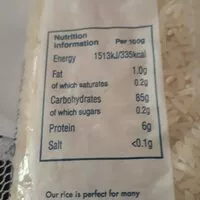 Nutrition
Information Per 100g
Energy 1513kJ/335kcal
Fat 1.0g
of which saturates 0.2g
Carbohydrates 85g
of which sugars 0.2g
Protein 6g
Salt <0.1g
Our rice is perfect for many